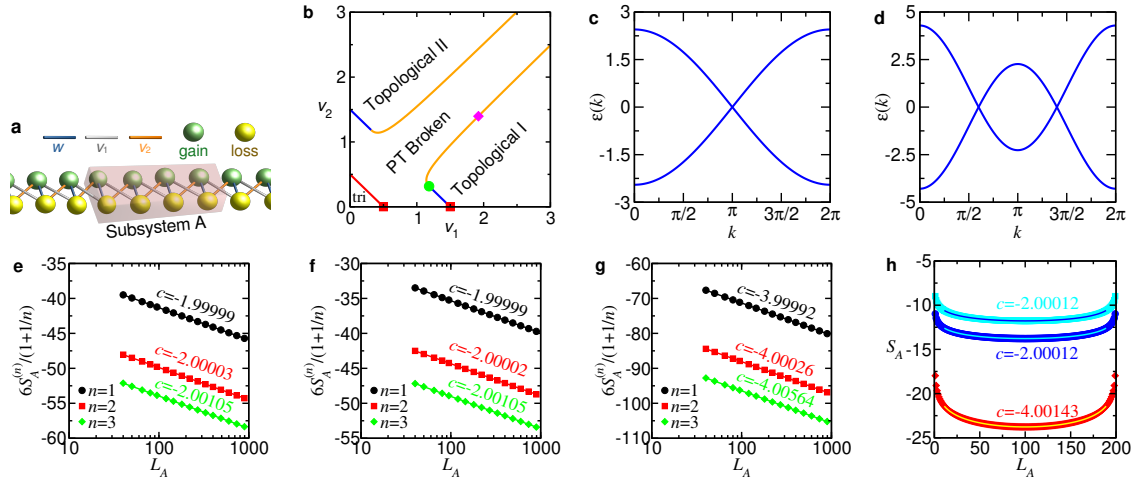 a
w v₁ v₂ gain loss
Subsystem A
b
3
2
v₂
1
0
0 1 2 3
v₁
Topological II
PT Broken
Topological I
tri
c
3
1.5
0
-1.5
-3
ε(k)
0 π/2 π 3π/2 2π
k
d
5
2.5
0
-2.5
-5
ε(k)
0 π/2 π 3π/2 2π
k
e
-35
-40
-45
-50
-55
-60
6S_A^(n)/(1+1/n)
c=-1.99999
c=-2.00003
c=-2.00105
n=1
n=2
n=3
10 100 1000
L_A
f
-30
-35
-40
-45
-50
-55
6S_A^(n)/(1+1/n)
c=-1.99999
c=-2.00002
c=-2.00105
n=1
n=2
n=3
10 100 1000
L_A
g
-60
-70
-80
-90
-100
-110
6S_A^(n)/(1+1/n)
c=-3.99992
c=-4.00026
c=-4.00564
n=1
n=2
n=3
10 100 1000
L_A
h
-5
-10
-15
-20
-25
S_A
c=-2.00012
c=-2.00012
c=-4.00143
0 50 100 150 200
L_A